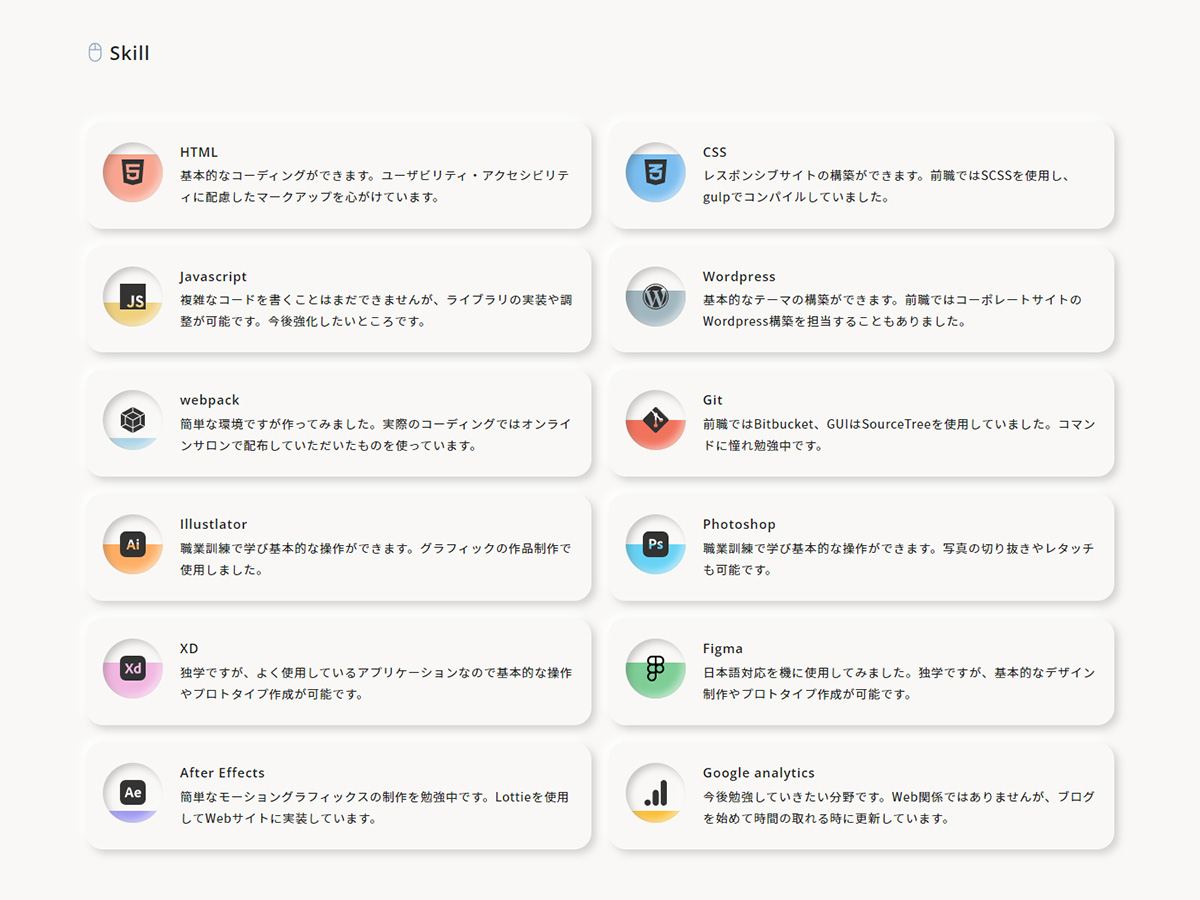 Skill
HTML
基本的なコーディングができます。ユーザビリティ・アクセシビリテ
ィに配慮したマークアップを心がけています。
CSS
レスポンシブサイトの構築ができます。前職ではSCSSを使用し、
gulpでコンパイルしていました。
JS
Javascript
複雑なコードを書くことはまだできませんが、ライブラリの実装や調
整が可能です。今後強化したいところです。
Wordpress
基本的なテーマの構築ができます。前職ではコーポレートサイトの
Wordpress構築を担当することもありました。
webpack
簡単な環境ですが作ってみました。実際のコーディングではオンライ
ンサロンで配布していただいたものを使っています。
Git
前職ではBitbucket、GUIはSourceTreeを使用していました。コマン
ドに憧れ勉強中です。
Ai
Illustlator
職業訓練で学び基本的な操作ができます。グラフィックの作品制作で
使用しました。
Ps
Photoshop
職業訓練で学び基本的な操作ができます。写真の切り抜きやレタッチ
も可能です。
Xd
XD
独学ですが、よく使用しているアプリケーションなので基本的な操作
やプロトタイプ作成が可能です。
Figma
日本語対応を機に使用してみました。独学ですが、基本的なデザイン
制作やプロトタイプ作成が可能です。
Ae
After Effects
簡単なモーショングラフィックスの制作を勉強中です。Lottieを使用
してWebサイトに実装しています。
Google analytics
今後勉強していきたい分野です。Web関係ではありませんが、ブログ
を始めて時間の取れる時に更新しています。